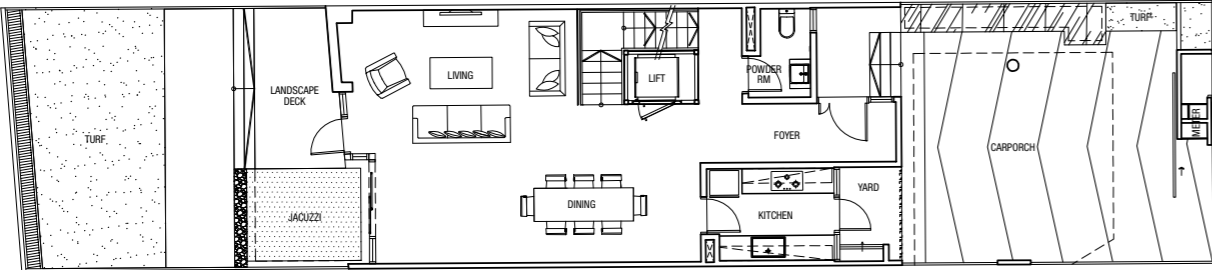 TURF
LANDSCAPE
DECK
JACUZZI
LIVING
DINING
LIFT
POWDER
RM
FOYER
KITCHEN
YARD
CARPORCH
TURF
METER